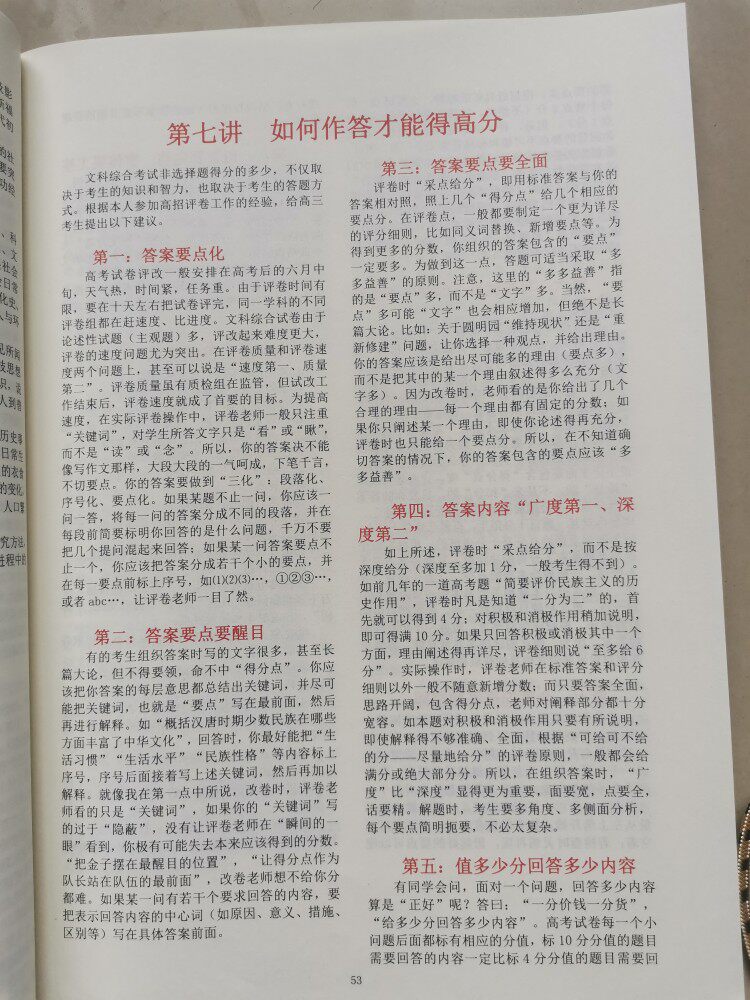 第七讲 如何作答才能得高分
文科综合考试非选择题得分的多少，不仅取
决于考生的知识和智力，也取决于考生的答题方
式。根据本人参加高招评卷工作的经验，给高三
考生提出以下建议。
第一：答案要点化
高考试卷评改一般安排在高考后的六月中
旬，天气热，时间紧，任务重。由于评卷时间有
限，要在十天左右把试卷评完，同一学科的不同
评卷组都在赶速度、比进度。文科综合试卷由于
论述性试题（主观题）多，评改起来难度更大，
评卷的速度问题尤为突出。在评卷质量和评卷速
度两个问题上，甚至可以说是“速度第一、质量
第二”。评卷质量虽有质检组在监管，但试改工
作结束后，评卷速度就成了首要的目标。为提高
速度，在实际评卷操作中，评卷老师一般只注重
“关键词”，对学生所答文字只是“看”或“瞅”，
而不是“读”或“念”。所以，你的答案决不能
像写作文那样，大段大段的一气呵成，下笔千言，
不切要点。你的答案要做到“三化”：段落化、
序号化、要点化。如果某题不止一问，你应该一
问一答，将每一问的答案分成不同的段落，并在
每段前简要标明你回答的是什么问题，千万不要
把几个提问混起来回答；如果某一问答案要点不
止一个，你应该把答案分成若干个小的要点，并
在每一要点前标上序号，如⑴⑵⑶…，①②③…，
或者 abc…，让评卷老师一目了然。
第二：答案要点要醒目
有的考生组织答案时写的文字很多，甚至长
篇大论，但不得要领，命不中“得分点”。你应
该把你答案的每层意思都总结出关键词，并尽可
能把关键词，也就是“要点”写在最前面，然后
再进行解释。如“概括汉唐时期少数民族在哪些
方面丰富了中华文化”，回答时，你最好能把“生
活习惯”“生活水平”“民族性格”等内容标上
序号，序号后面接着写上述关键词，然后再加以
解释。就像我在第一点中所说，改卷时，评卷老
师看的只是“关键词”，如果你的“关键词”写
的过于“隐蔽”，没有让评卷老师在“瞬间的一
眼”看到，你极有可能失去本来应该得到的分数。
“把金子摆在最醒目的位置”，“让得分点作为
队长站在队伍的最前面”，改卷老师想不给你分
都难。如果某一问有若干个要求回答的内容，要
把表示回答内容的中心词（如原因、意义、措施、
区别等）写在具体答案前面。
第三：答案要点要全面
评卷时“采点给分”，即用标准答案与你的
答案相对照，照上几个“得分点”给几个相应的
要点分。在评卷点，一般都要制定一个更为详尽
的评分细则，比如同义词替换、新增要点等。为
得到更多的分数，你组织的答案包含的“要点”
一定要多。为做到这一点，答题可适当采取“多
多益善”的原则。注意，这里的“多多益善”指
的是“要点”多，而不是“文字”多。当然，“要
点”多可能“文字”也会相应增加，但绝不是长
篇大论。比如：关于圆明园“维持现状”还是“重
新修建”问题，让你选择一种观点，并给出理由。
你的答案应该是给出尽可能多的理由（要点多），
而不是把其中的某一个理由叙述得多么充分（文
字多）。因为改卷时，老师看的是你给出了几个
合理的理由——每一个理由都有固定的分数；如
果你只阐述某一个理由，即使你论述得再充分，
评卷时也只能给一个要点分。所以，在不知道确
切答案的情况下，你的答案包含的要点应该“多
多益善”。
第四：答案内容“广度第一、深
度第二”
如上所述，评卷时“采点给分”，而不是按
深度给分（深度至多加 1 分，一般考生得不到）。
如前几年的一道高考题“简要评价民族主义的历
史作用”，评卷时凡是知道“一分为二”的，首
先就可以得到 4 分；对积极和消极作用稍加说明，
即可得满 10 分。如果只回答积极或消极其中一个
方面，理由阐述得再详尽，评卷细则说“至多给 6
分”。实际操作时，评卷老师在标准答案和评分
细则以外一般不随意新增分数；而只要答案全面，
思路开阔，包含得分点，老师对阐释部分都十分
宽容。如本题对积极和消极作用只要有所说明，
即使解释得不够准确、全面，根据“可给可不给
的分——尽量地给分”的评卷原则，一般都会给
满分或绝大部分分。所以，在组织答案时，“广
度”比“深度”显得更为重要，面要宽，点要全，
话要精。解题时，考生要多角度、多侧面分析，
每个要点简明扼要，不必太复杂。
第五：值多少分回答多少内容
有同学会问，面对一个问题，回答多少内容
算是“正好”呢？答曰：“一分价钱一分货”，
“给多少分回答多少内容”。高考试卷每一个小
问题后面都标有相应的分值，标 10 分分值的题目
需要回答的内容一定比标 4 分分值的题目需要回
53